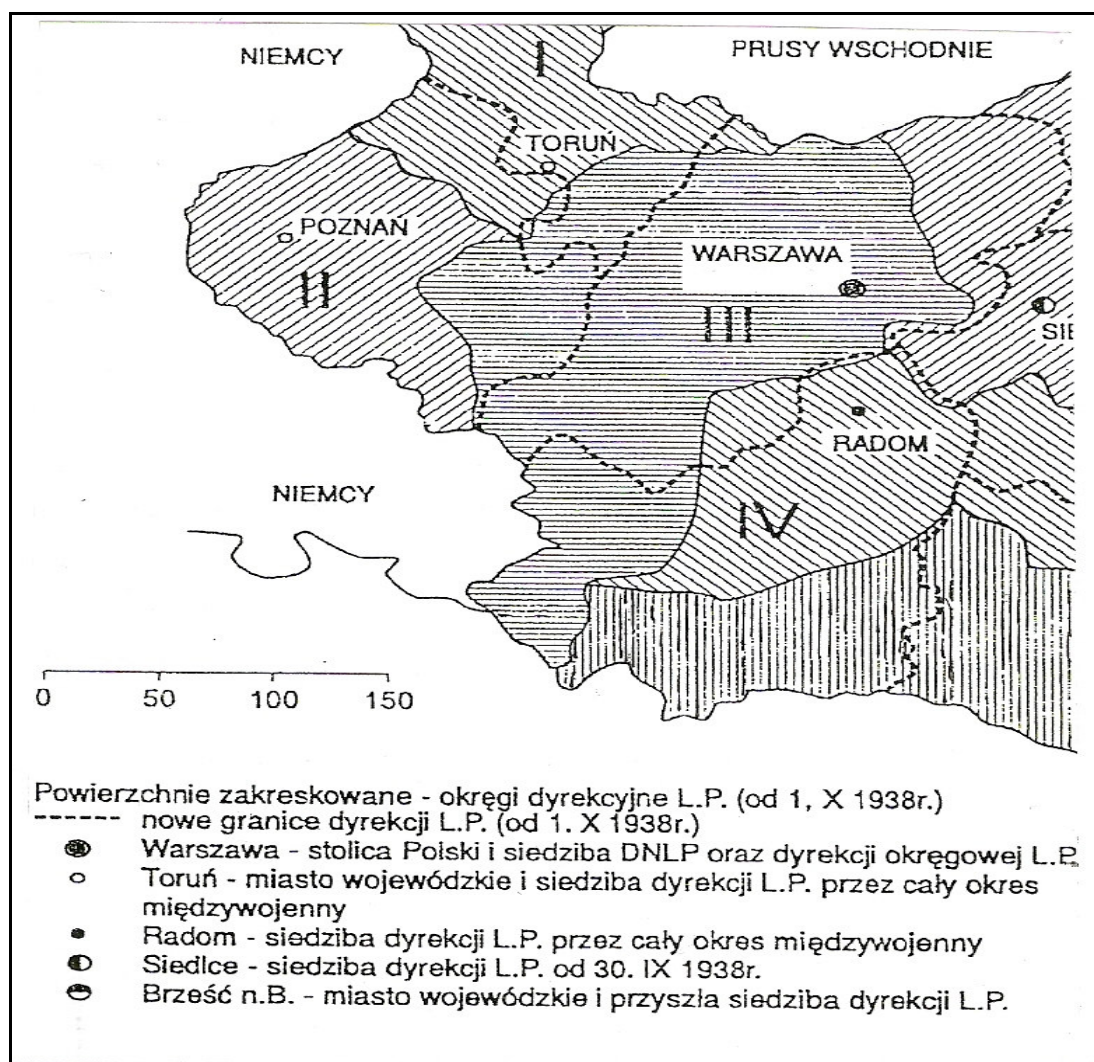 NIEMCY
PRUSY WSCHODNIE
I
TORUŃ
POZNAŃ
WARSZAWA
II
III
SIE
RADOM
NIEMCY
IV
0 50 100 150
Powierzchnie zakreskowane - okręgi dyrekcyjne L.P. (od 1, X 1938r.)
nowe granice dyrekcji L.P. (od 1. X 1938r.)
Warszawa - stolica Polski i siedziba DNLP oraz dyrekcji okręgowej L.P.
Toruń - miasto wojewódzkie i siedziba dyrekcji L.P. przez cały okres
międzywojenny
Radom - siedziba dyrekcji L.P. przez cały okres międzywojenny
Siedlce - siedziba dyrekcji L.P. od 30. IX 1938r.
Brześć n.B. - miasto wojewódzkie i przyszła siedziba dyrekcji L.P.